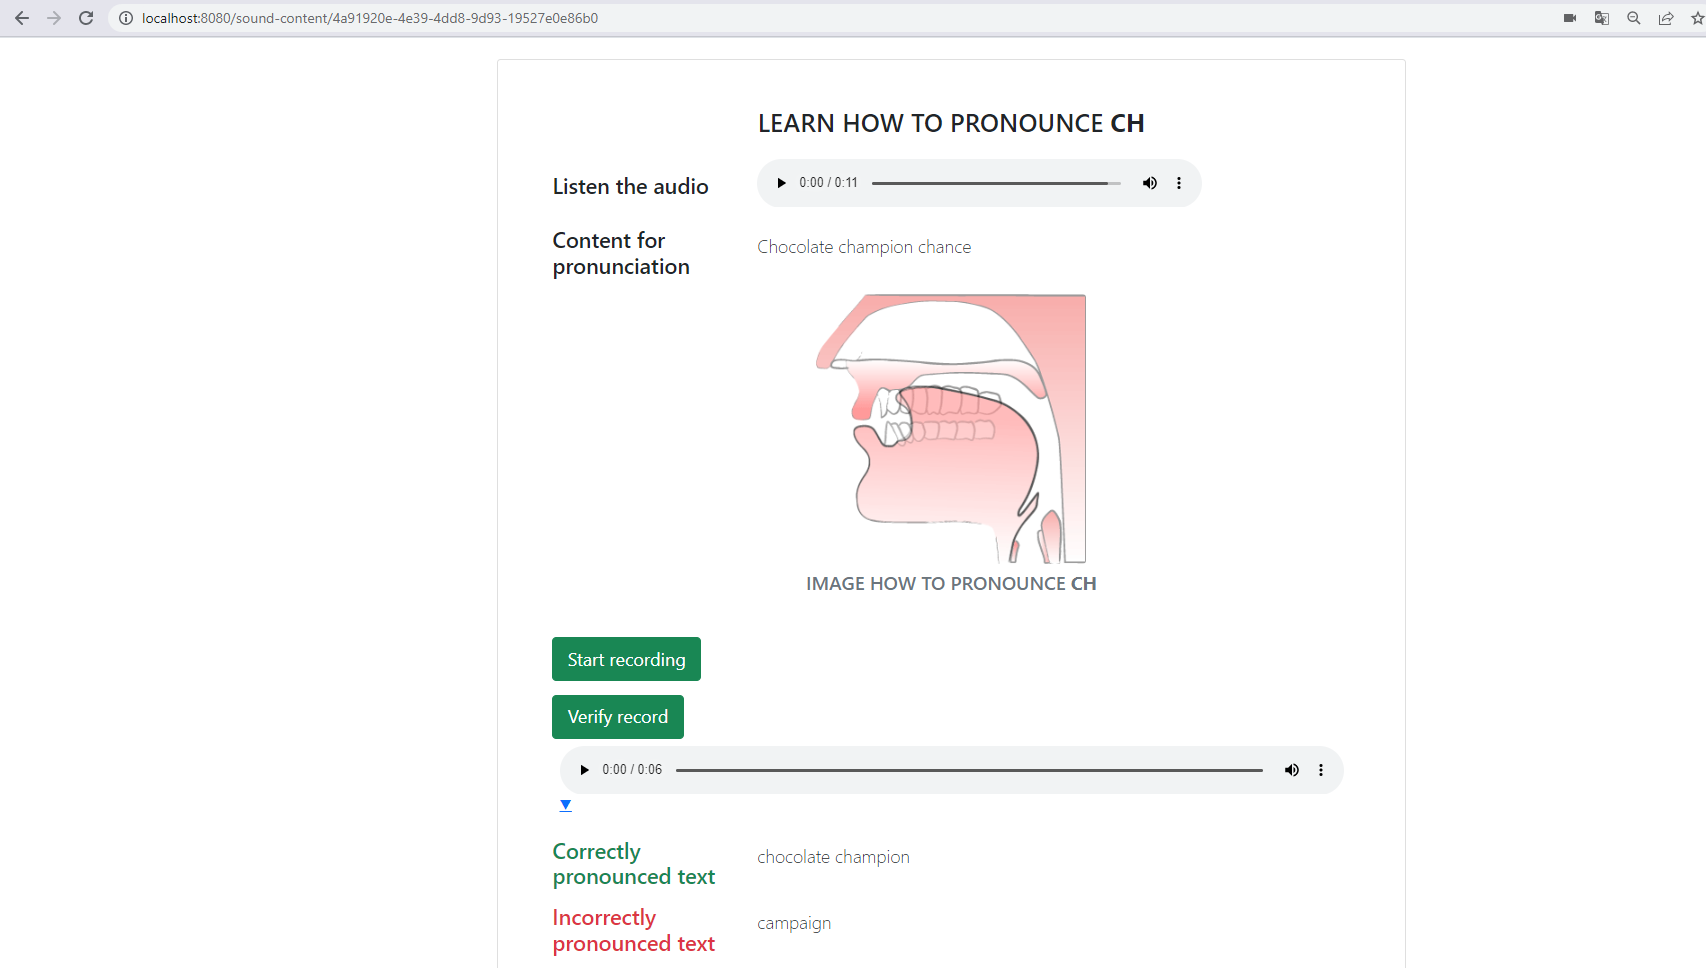 localhost:8080/sound-content/4a91920e-4e39-4dd8-9d93-19527e0e86b0
LEARN HOW TO PRONOUNCE CH
Listen the audio
0:00 / 0:11
Content for
pronunciation
Chocolate champion chance
IMAGE HOW TO PRONOUNCE CH
Start recording
Verify record
0:00 / 0:06
Correctly
pronounced text
chocolate champion
Incorrectly
pronounced text
campaign